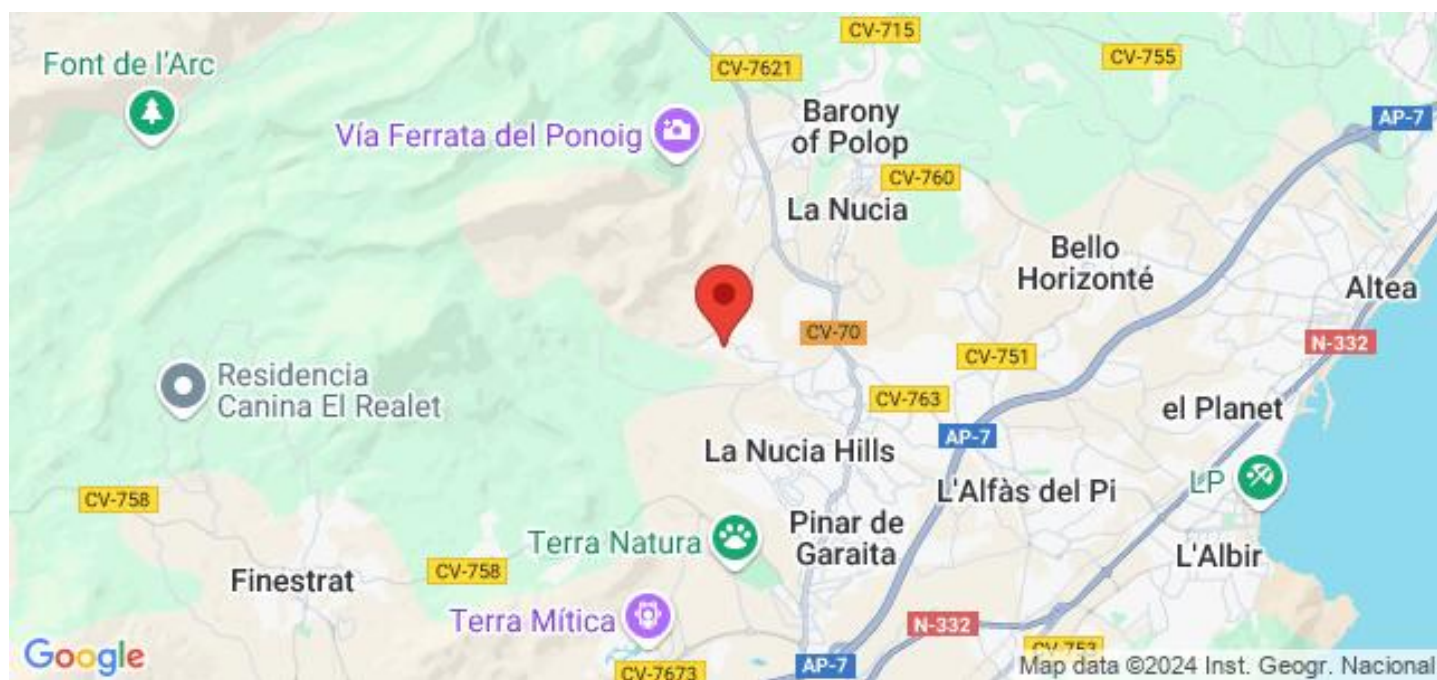 CV-715
Font de l'Arc
CV-7621
CV-755
Barony
of Polop
AP-7
Vía Ferrata del Ponoig
CV-760
La Nucia
Bello
Horizonté
Altea
CV-70
N-332
CV-751
Residencia
Canina El Realet
CV-763
el Planet
AP-7
La Nucia Hills
LP
CV-758
L'Alfàs del Pi
Pinar de
Garaita
Terra Natura
L'Albir
Finestrat
CV-758
Terra Mítica
N-332
CV-753
Google
CV-7673
AP-7
Map data ©2024 Inst. Geogr. Nacional